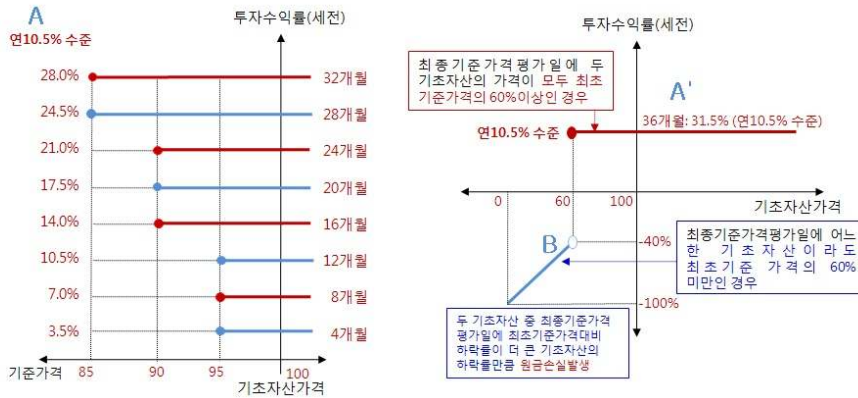 A
투자수익률(세전)
연10.5% 수준
28.0%
32개월
24.5%
28개월
21.0%
24개월
17.5%
20개월
14.0%
16개월
10.5%
12개월
7.0%
8개월
3.5%
4개월
기준가격
85
90
95
100
기초자산가격
투자수익률(세전)
최종기준가격평가일에 두
기초자산의 가격이 모두 최초
기준가격의 60%이상인 경우
A'
연10.5% 수준
36개월: 31.5% (연10.5% 수준)
0
60
100
기초자산가격
B
-40%
최종기준가격평가일에 어느
한 기초자산이라도
최초기준 가격의 60%
미만인 경우
-100%
두 기초자산 중 최종기준가격
평가일에 최초기준가격대비
하락률이 더 큰 기초자산의
하락률만큼 원금손실발생